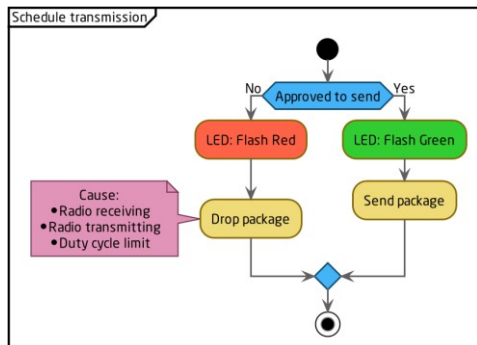 Schedule transmission
No
Approved to send
Yes
LED: Flash Red
LED: Flash Green
Cause:
•Radio receiving
•Radio transmitting
•Duty cycle limit
Drop package
Send package